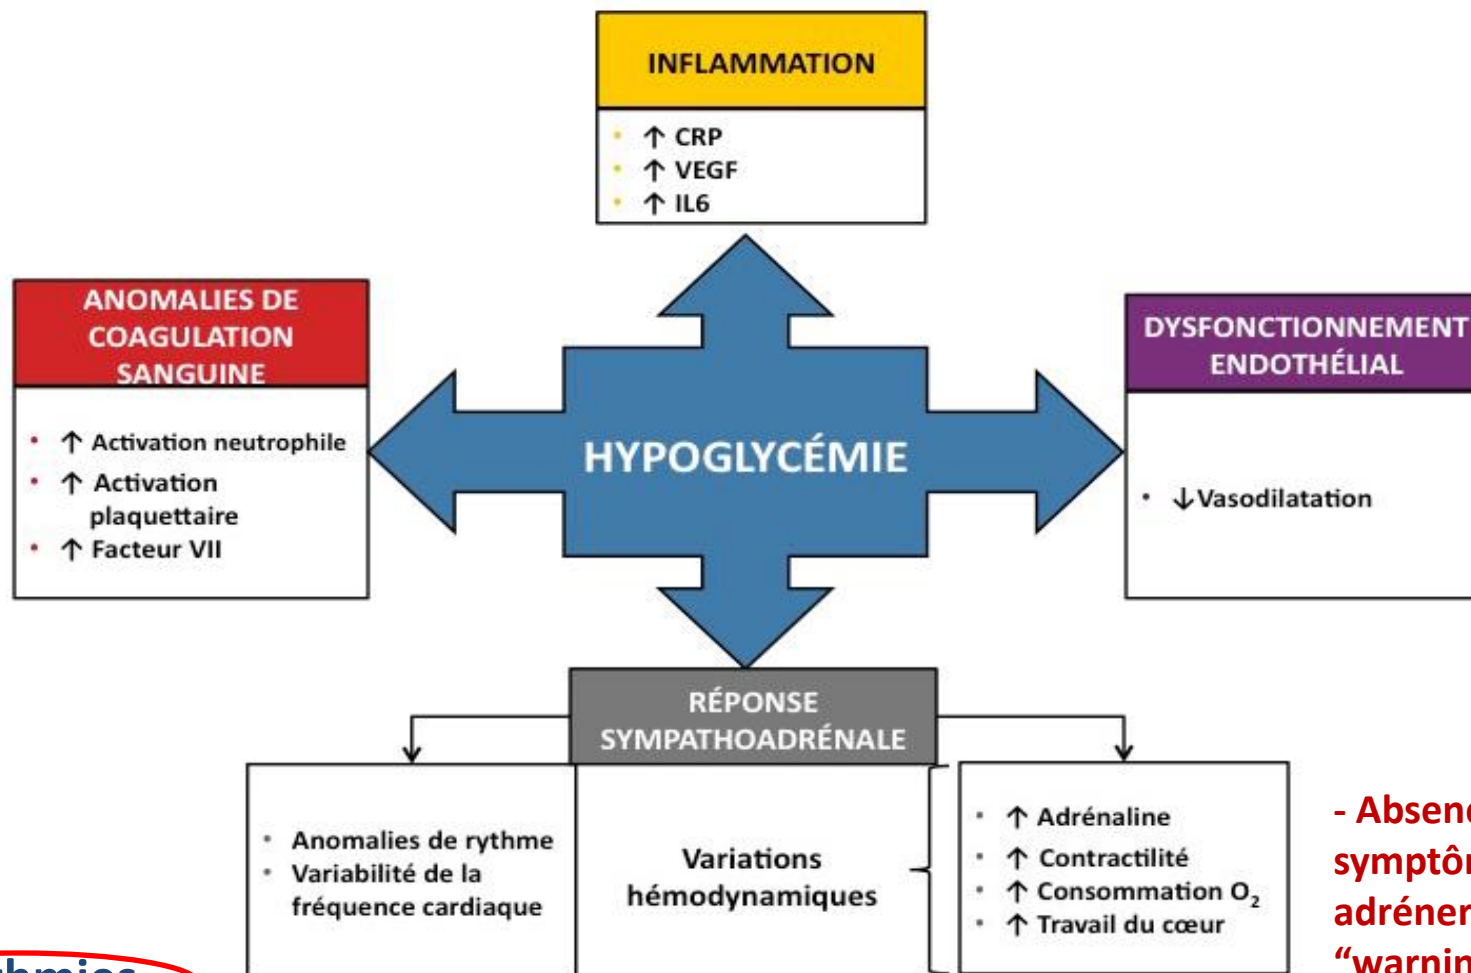 INFLAMMATION
• ↑ CRP
• ↑ VEGF
• ↑ IL6
ANOMALIES DE
COAGULATION
SANGUINE
• ↑ Activation neutrophile
• ↑ Activation
plaquettaire
• ↑ Facteur VII
HYPOGLYCÉMIE
DYSFONCTIONNEMENT
ENDOTHÉLIAL
• ↓Vasodilatation
RÉPONSE
SYMPATHOADRÉNALE
• Anomalies de rythme
• Variabilité de la
fréquence cardiaque
Variations
hémodynamiques
• ↑ Adrénaline
• ↑ Contractilité
• ↑ Consommation O₂
• ↑ Travail du cœur
-